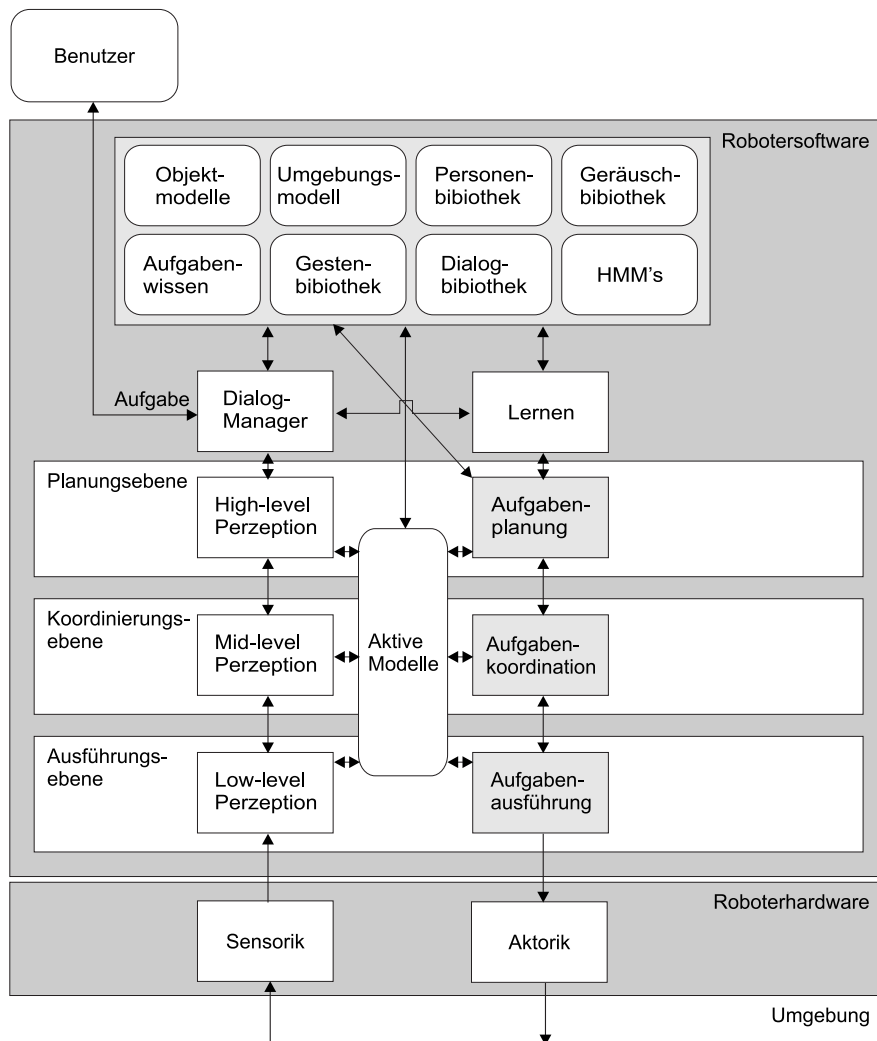 Benutzer
Robotersoftware
Objekt-
modelle
Umgebungs-
modell
Personen-
bibiothek
Geräusch-
bibiothek
Aufgaben-
wissen
Gesten-
bibiothek
Dialog-
bibiothek
HMM's
Aufgabe
Dialog-
Manager
Lernen
Planungsebene
High-level
Perzeption
Aufgaben-
planung
Koordinierungs-
ebene
Mid-level
Perzeption
Aktive
Modelle
Aufgaben-
koordination
Ausführungs-
ebene
Low-level
Perzeption
Aufgaben-
ausführung
Roboterhardware
Sensorik
Aktorik
Umgebung